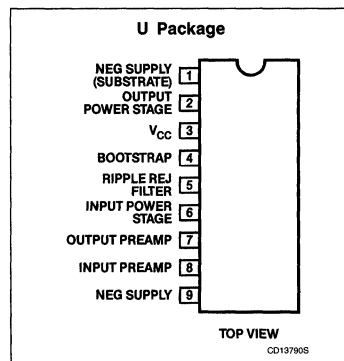 U Package
NEG SUPPLY
(SUBSTRATE) 1
OUTPUT
POWER STAGE 2
VCC 3
BOOTSTRAP 4
RIPPLE REJ
FILTER 5
INPUT POWER
STAGE 6
OUTPUT PREAMP 7
INPUT PREAMP 8
NEG SUPPLY 9
TOP VIEW
CD13790S